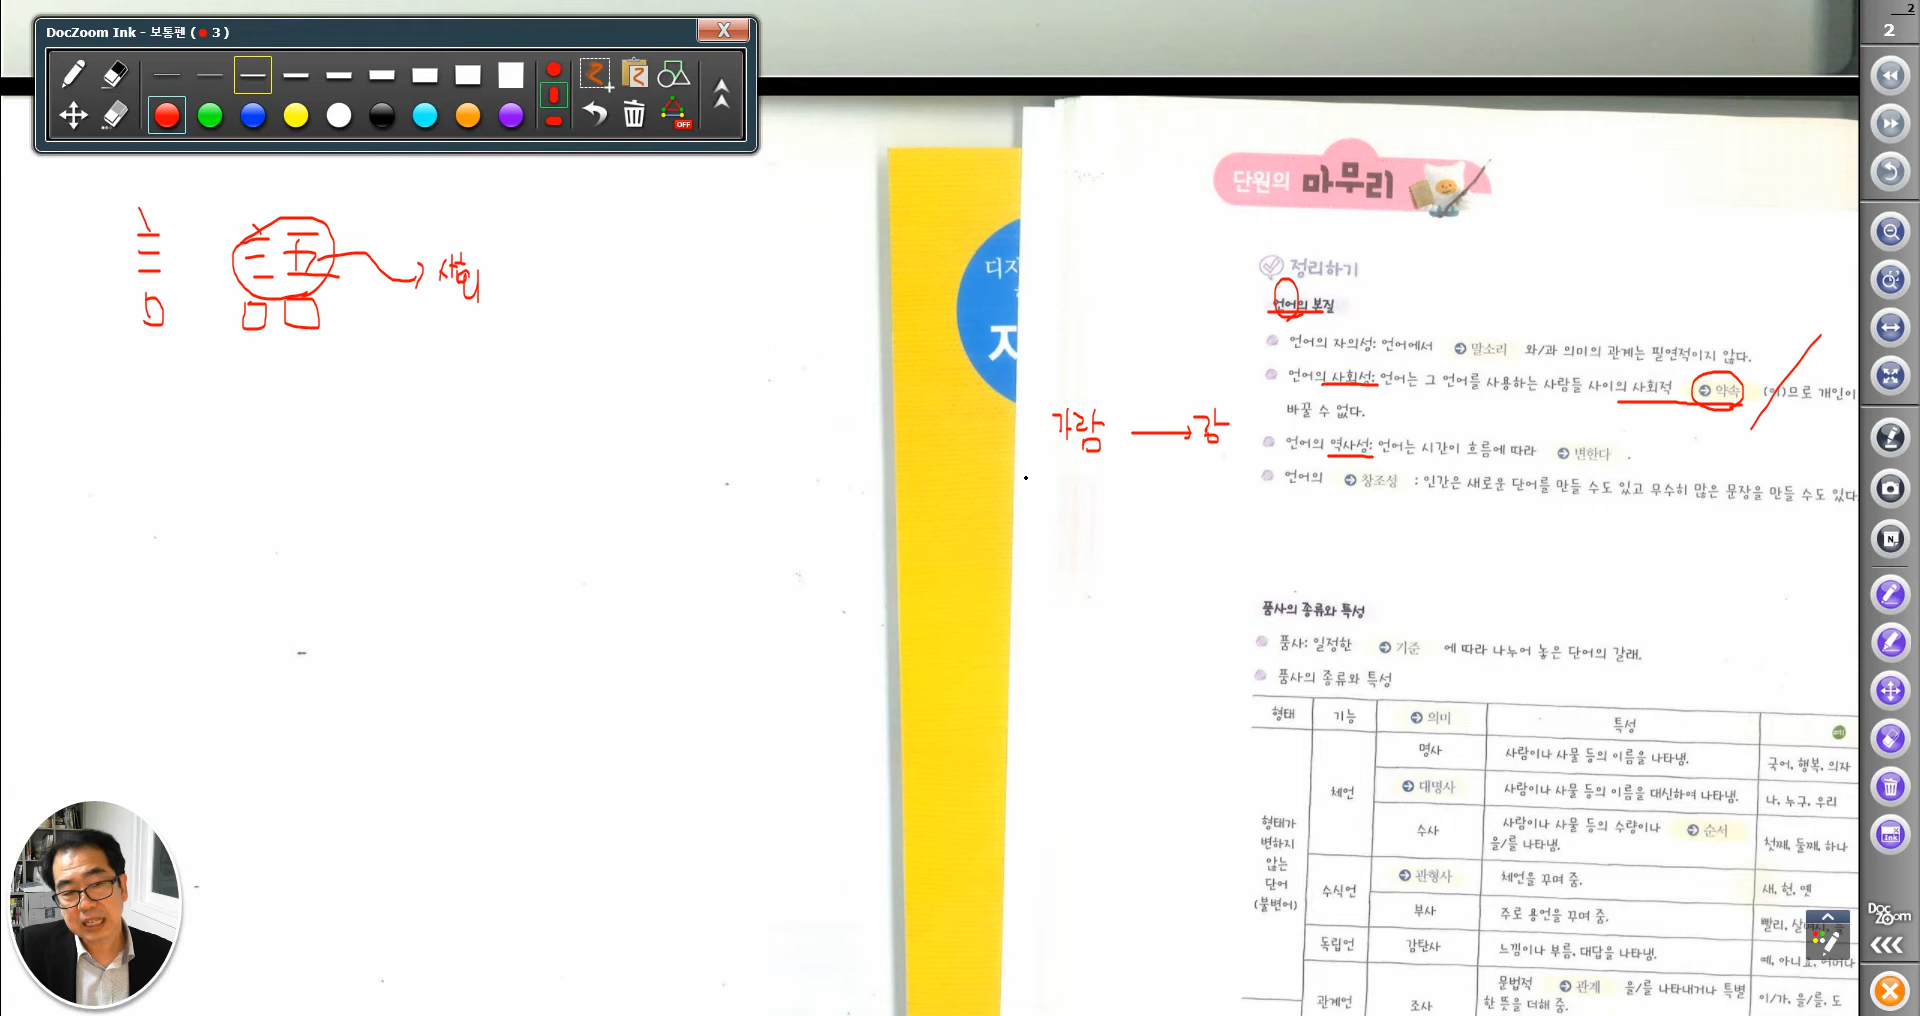 DocZoom Ink - 보통펜 ( 3 )
OFF
2
2
단원의 마무리
정리하기
언어의 본질
언어의 자의성: 언어에서 말소리 와/과 의미의 관계는 필연적이지 않다.
언어의 사회성: 언어는 그 언어를 사용하는 사람들 사이의 사회적 약속 (이)므로 개인이
바꿀 수 없다.
언어의 역사성: 언어는 시간이 흐름에 따라 변한다 .
언어의 창조성 : 인간은 새로운 단어를 만들 수도 있고 무수히 많은 문장을 만들 수도 있다
가람 → 강
사회
디지
자
품사의 종류와 특성
품사: 일정한 기준 에 따라 나누어 놓은 단어의 갈래.
품사의 종류와 특성
형태 기능 의미 특성
형태가 변하지 않는 단어 (불변어)
체언 명사 사람이나 사물 등의 이름을 나타냄. 국어, 행복, 의자
대명사 사람이나 사물 등의 이름을 대신하여 나타냄. 나, 누구, 우리
수사 사람이나 사물 등의 수량이나 순서 을/를 나타냄. 첫째, 둘째, 하나
수식언 관형사 체언을 꾸며 줌. 새, 헌, 옛
부사 주로 용언을 꾸며 줌. 빨리,
독립언 감탄사 느낌이나 부름, 대답을 나타냄. 예, 아니요,
관계언 조사 문법적 관계 을/를 나타내거나 특별한 뜻을 더해 줌. 이/가, 을/를, 도
DocZoom
Ink